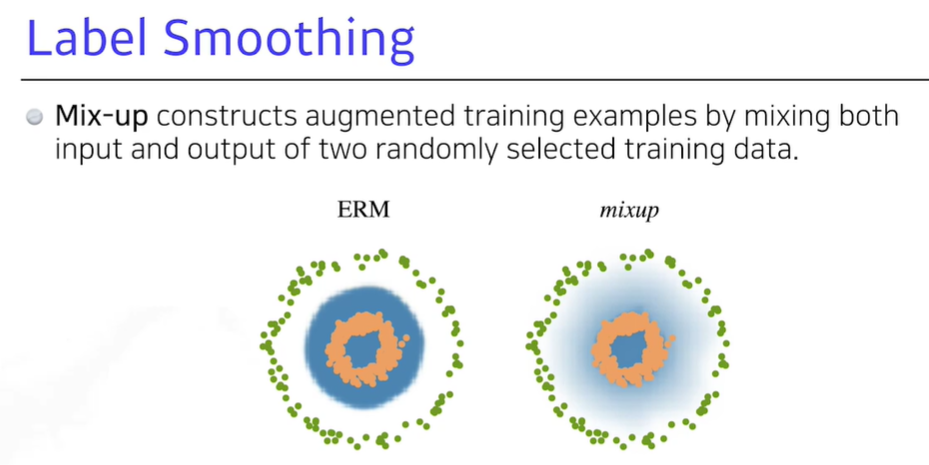 Label Smoothing
Mix-up constructs augmented training examples by mixing both
input and output of two randomly selected training data.
ERM
mixup